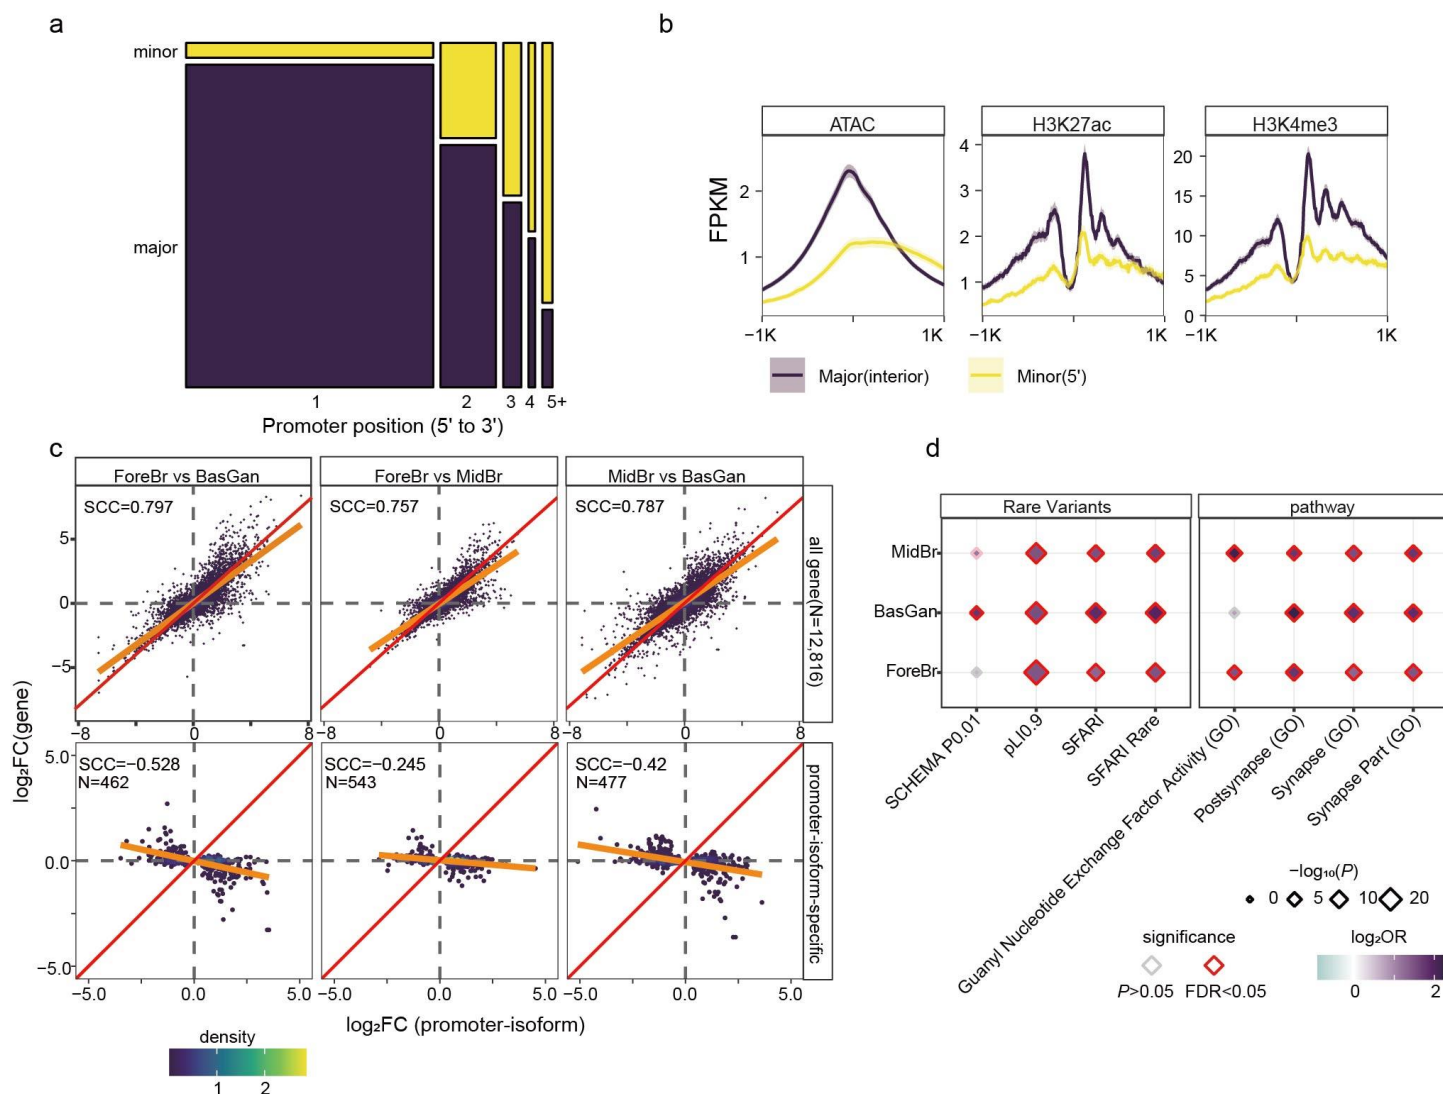 a
minor
major
1
2
3
4
5+
Promoter position (5' to 3')
b
ATAC
H3K27ac
H3K4me3
FPKM
2
1
4
3
2
1
20
15
10
5
0
−1K
1K
−1K
1K
−1K
1K
Major(interior)
Minor(5')
c
ForeBr vs BasGan
ForeBr vs MidBr
MidBr vs BasGan
SCC=0.797
SCC=0.757
SCC=0.787
all gene(N=12,816)
5
0
−5
−8
0
8
−8
0
8
−8
0
8
log₂FC(gene)
SCC=−0.528
N=462
SCC=−0.245
N=543
SCC=−0.42
N=477
promoter-isoform-specific
5.0
0.0
−5.0
−5.0
0.0
5.0
−5.0
0.0
5.0
−5.0
0.0
5.0
log₂FC (promoter-isoform)
density
1
2
d
Rare Variants
pathway
MidBr
BasGan
ForeBr
SCHEMA P0.01
pLI0.9
SFARI
SFARI Rare
Guanyl Nucleotide Exchange Factor Activity (GO)
Postsynapse (GO)
Synapse (GO)
Synapse Part (GO)
−log₁₀(P)
0
5
10
20
significance
P>0.05
FDR<0.05
log₂OR
0
2